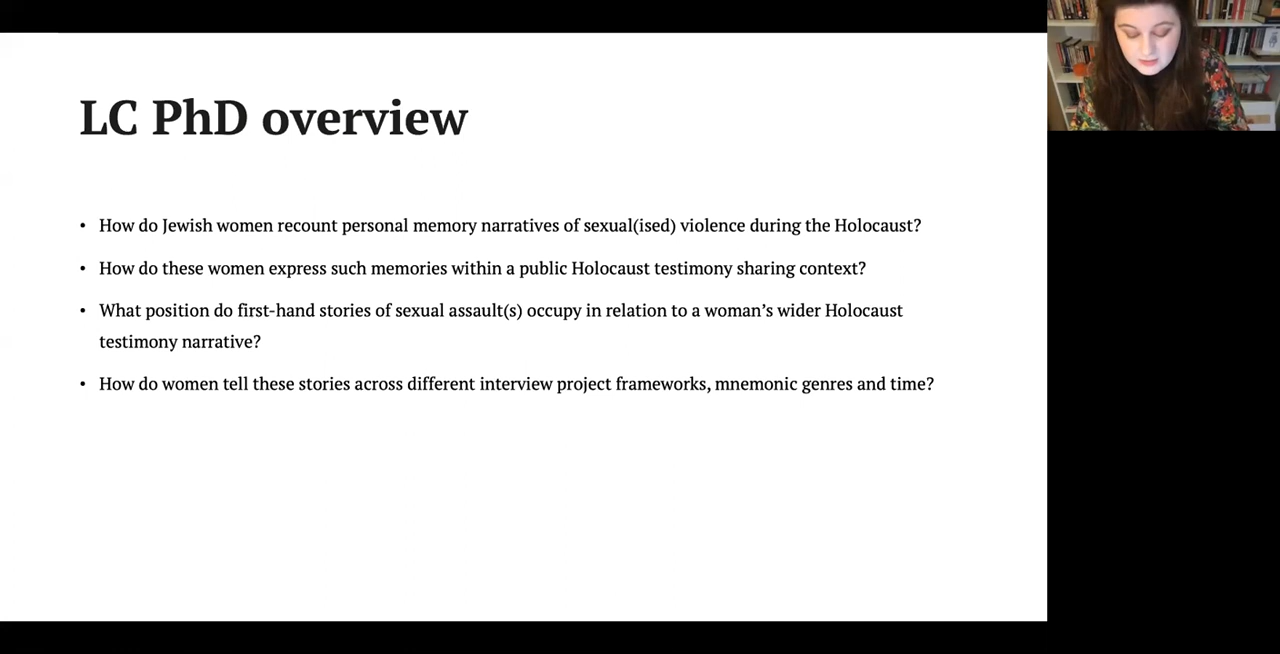 LC PhD overview
• How do Jewish women recount personal memory narratives of sexual(ised) violence during the Holocaust?
• How do these women express such memories within a public Holocaust testimony sharing context?
• What position do first-hand stories of sexual assault(s) occupy in relation to a woman’s wider Holocaust
testimony narrative?
• How do women tell these stories across different interview project frameworks, mnemonic genres and time?